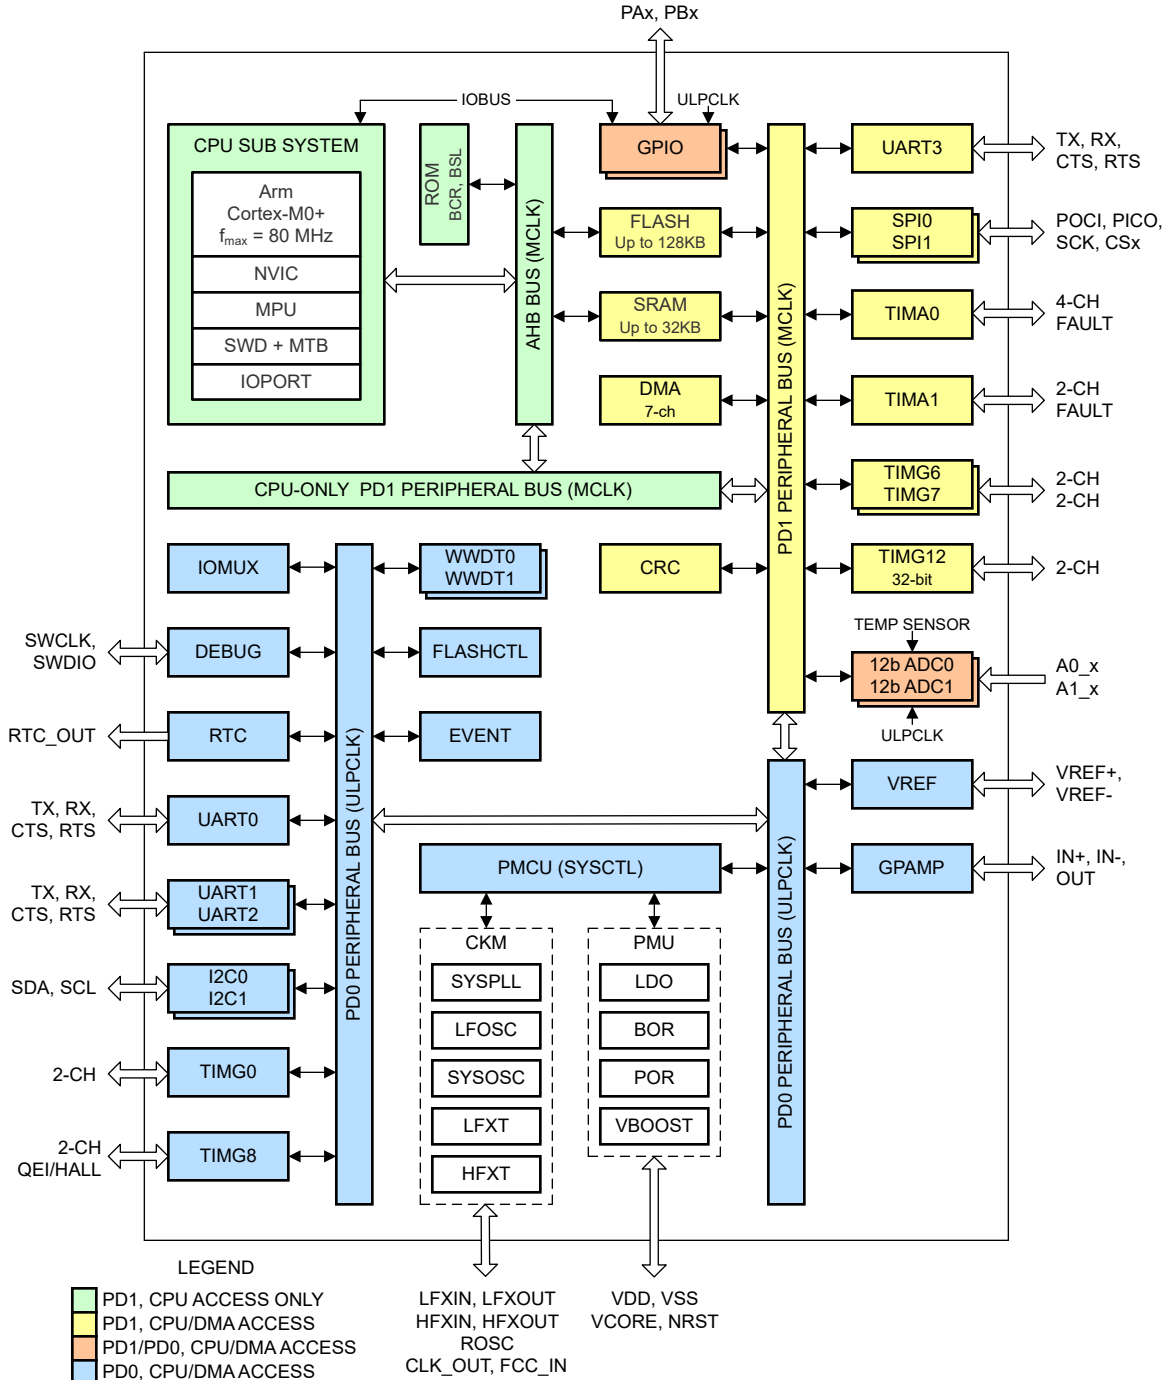 PAx, PBx
IOBUS
ULPCLK
CPU SUB SYSTEM
Arm
Cortex-M0+
fmax = 80 MHz
NVIC
MPU
SWD + MTB
IOPORT
ROM
BCR, BSL
AHB BUS (MCLK)
GPIO
FLASH
Up to 128KB
SRAM
Up to 32KB
DMA
7-ch
CRC
CPU-ONLY PD1 PERIPHERAL BUS (MCLK)
PD1 PERIPHERAL BUS (MCLK)
UART3
TX, RX,
CTS, RTS
SPI0
SPI1
POCI, PICO,
SCK, CSx
TIMA0
4-CH
FAULT
TIMA1
2-CH
FAULT
TIMG6
TIMG7
2-CH
2-CH
TIMG12
32-bit
2-CH
TEMP SENSOR
12b ADC0
12b ADC1
A0_x
A1_x
ULPCLK
IOMUX
SWCLK,
SWDIO
DEBUG
RTC_OUT
RTC
TX, RX,
CTS, RTS
UART0
TX, RX,
CTS, RTS
UART1
UART2
SDA, SCL
I2C0
I2C1
2-CH
TIMG0
2-CH
QEI/HALL
TIMG8
PD0 PERIPHERAL BUS (ULPCLK)
WWDT0
WWDT1
FLASHCTL
EVENT
PMCU (SYSCTL)
CKM
SYSPLL
LFOSC
SYSOSC
LFXT
HFXT
PMU
LDO
BOR
POR
VBOOST
PD0 PERIPHERAL BUS (ULPCLK)
VREF
VREF+,
VREF-
GPAMP
IN+, IN-,
OUT
LFXIN, LFXOUT
HFXIN, HFXOUT
ROSC
CLK_OUT, FCC_IN
VDD, VSS
VCORE, NRST
LEGEND
PD1, CPU ACCESS ONLY
PD1, CPU/DMA ACCESS
PD1/PD0, CPU/DMA ACCESS
PD0, CPU/DMA ACCESS